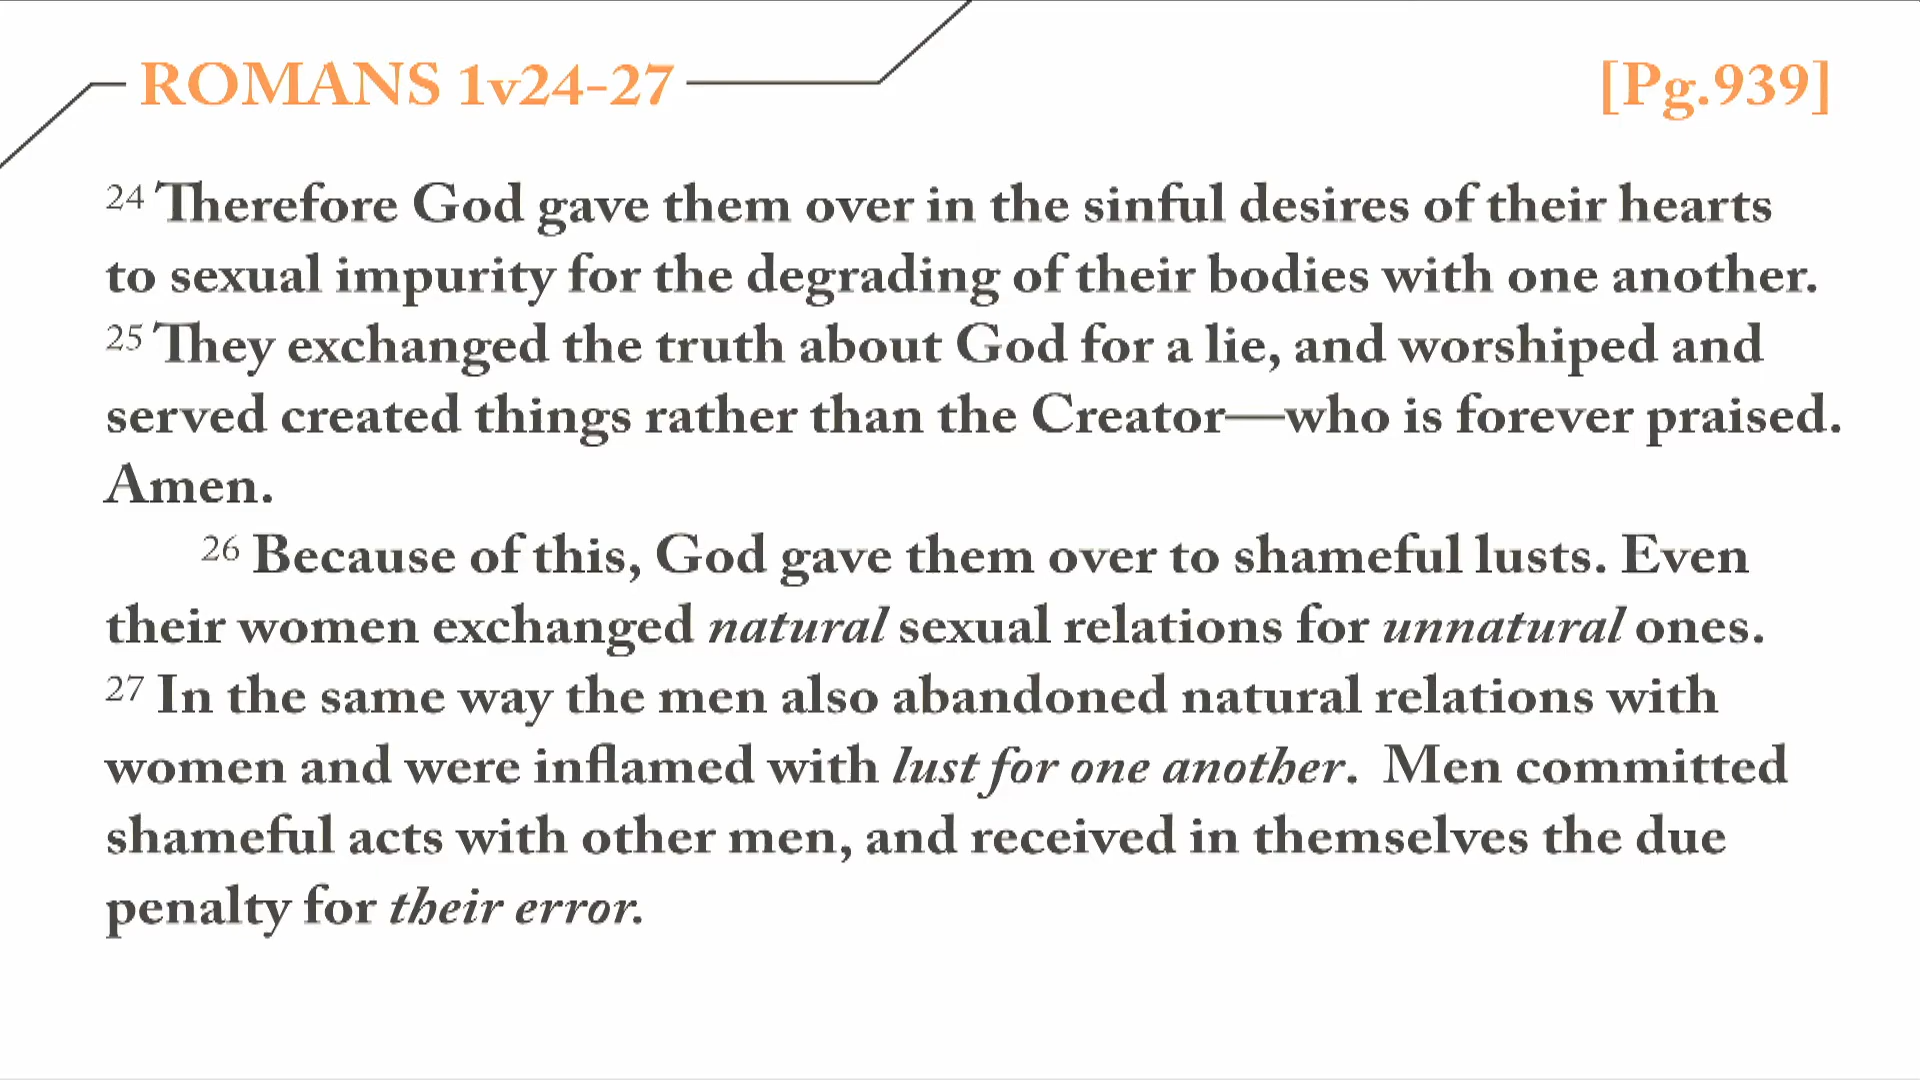 ROMANS 1v24-27 [Pg.939]
24 Therefore God gave them over in the sinful desires of their hearts
to sexual impurity for the degrading of their bodies with one another.
25 They exchanged the truth about God for a lie, and worshiped and
served created things rather than the Creator—who is forever praised.
Amen.
26 Because of this, God gave them over to shameful lusts. Even
their women exchanged natural sexual relations for unnatural ones.
27 In the same way the men also abandoned natural relations with
women and were inflamed with lust for one another.  Men committed
shameful acts with other men, and received in themselves the due
penalty for their error.